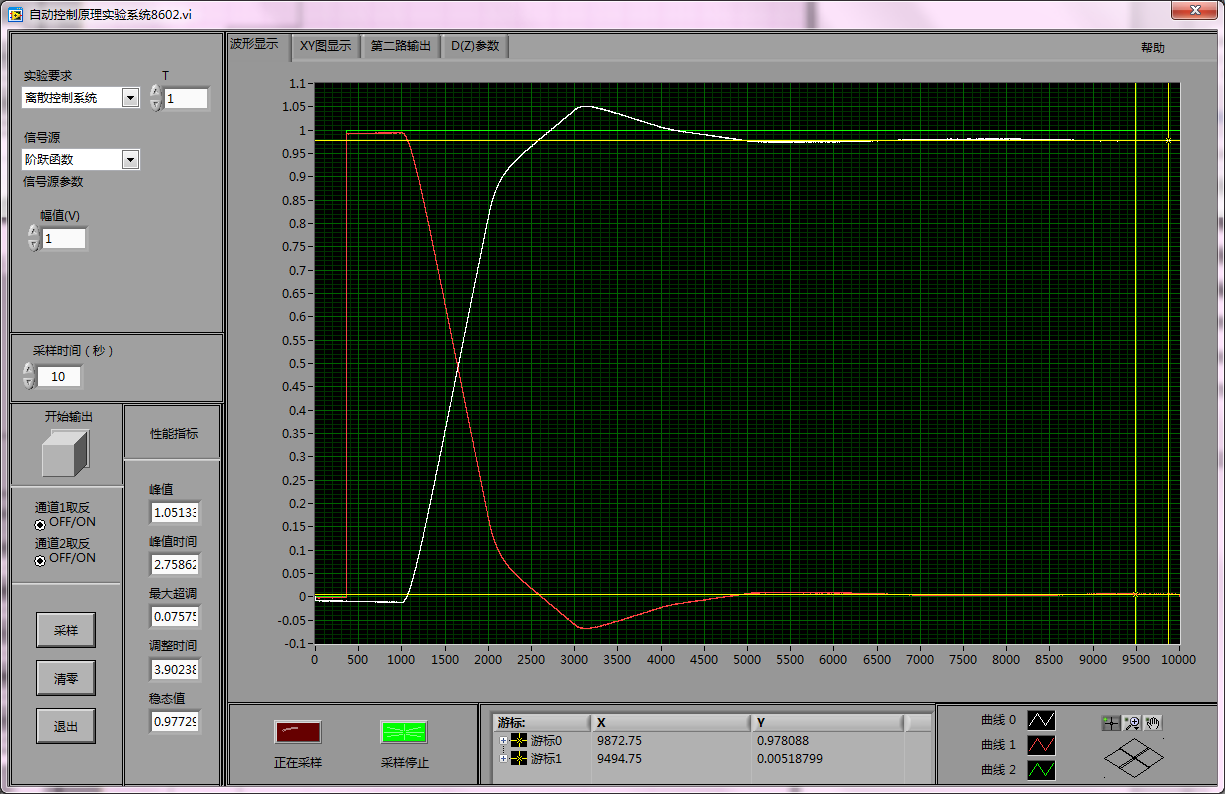 自动控制原理实验系统8602.vi
波形显示 XY图显示 第二路输出 D(Z)参数 帮助
实验要求 T
离散控制系统 1
信号源
阶跃函数
信号源参数
幅值(V)
1
采样时间（秒）
10
开始输出
性能指标
通道1取反
OFF/ON
通道2取反
OFF/ON
采样
清零
退出
峰值
1.0513
峰值时间
2.75862
最大超调
0.07575
调整时间
3.90238
稳态值
0.97729
1.1
1.05
1
0.95
0.9
0.85
0.8
0.75
0.7
0.65
0.6
0.55
0.5
0.45
0.4
0.35
0.3
0.25
0.2
0.15
0.1
0.05
0
-0.05
-0.1
0 500 1000 1500 2000 2500 3000 3500 4000 4500 5000 5500 6000 6500 7000 7500 8000 8500 9000 9500 10000
正在采样 采样停止
游标: X Y
游标0 9872.75 0.978088
游标1 9494.75 0.00518799
曲线 0
曲线 1
曲线 2